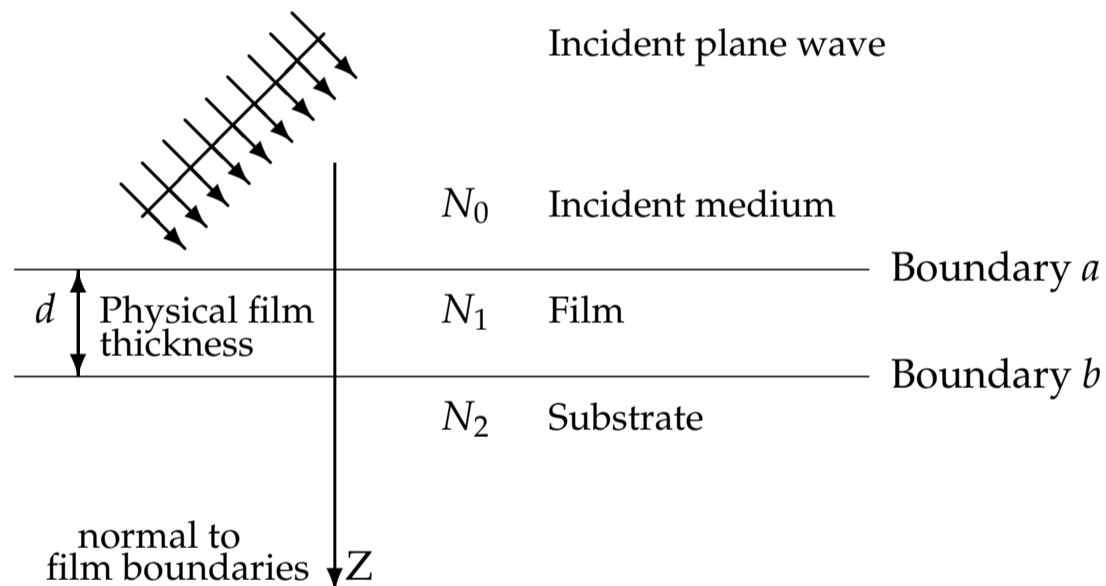 Incident plane wave
N₀ Incident medium
Boundary a
d Physical film
thickness
N₁ Film
Boundary b
N₂ Substrate
normal to
film boundaries
Z